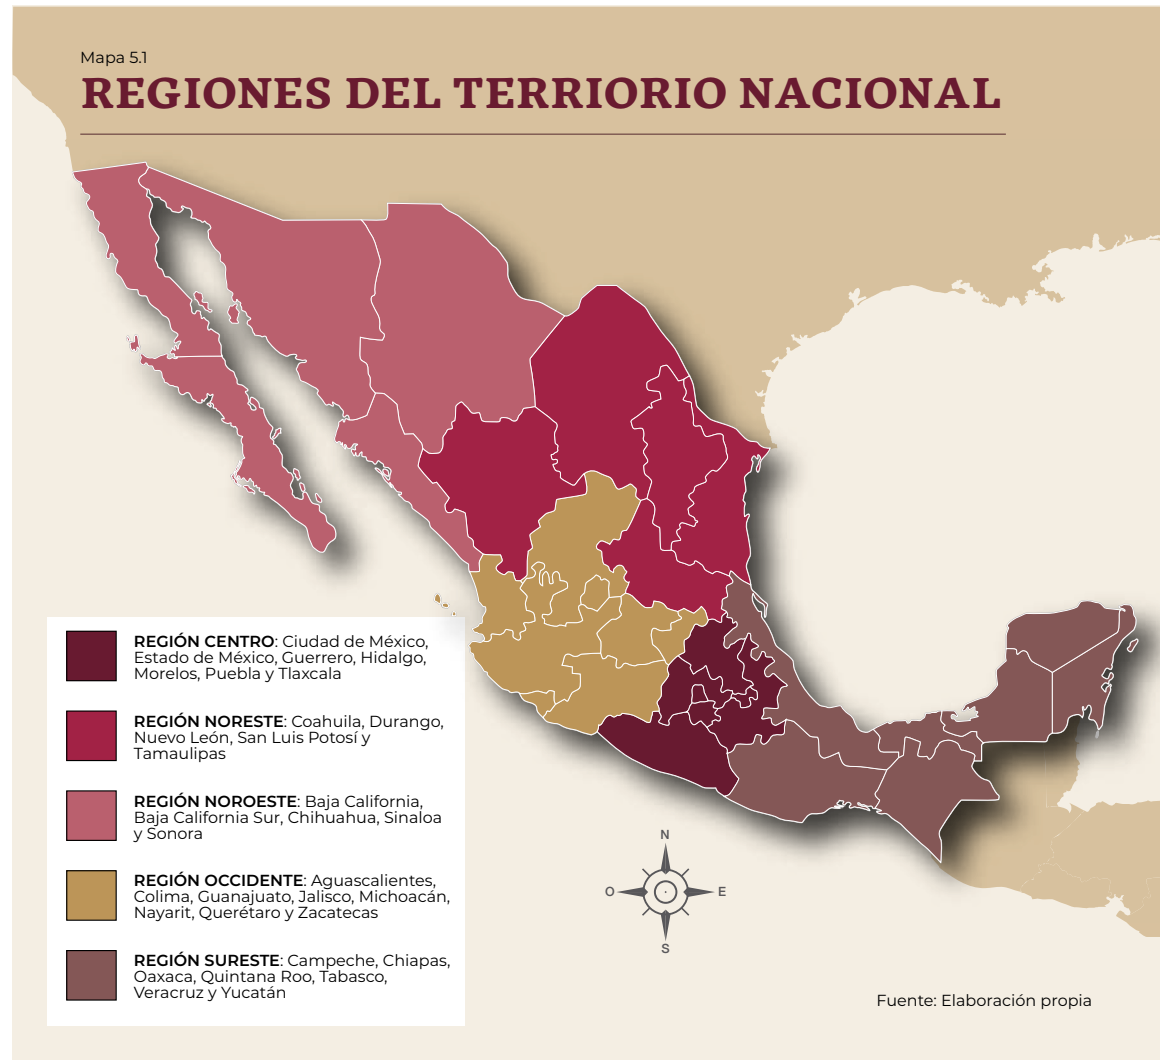 Mapa 5.1
REGIONES DEL TERRIORIO NACIONAL
REGIÓN CENTRO: Ciudad de México,
Estado de México, Guerrero, Hidalgo,
Morelos, Puebla y Tlaxcala
REGIÓN NORESTE: Coahuila, Durango,
Nuevo León, San Luis Potosí y
Tamaulipas
REGIÓN NOROESTE: Baja California,
Baja California Sur, Chihuahua, Sinaloa
y Sonora
REGIÓN OCCIDENTE: Aguascalientes,
Colima, Guanajuato, Jalisco, Michoacán,
Nayarit, Querétaro y Zacatecas
REGIÓN SURESTE: Campeche, Chiapas,
Oaxaca, Quintana Roo, Tabasco,
Veracruz y Yucatán
N
O
E
S
Fuente: Elaboración propia